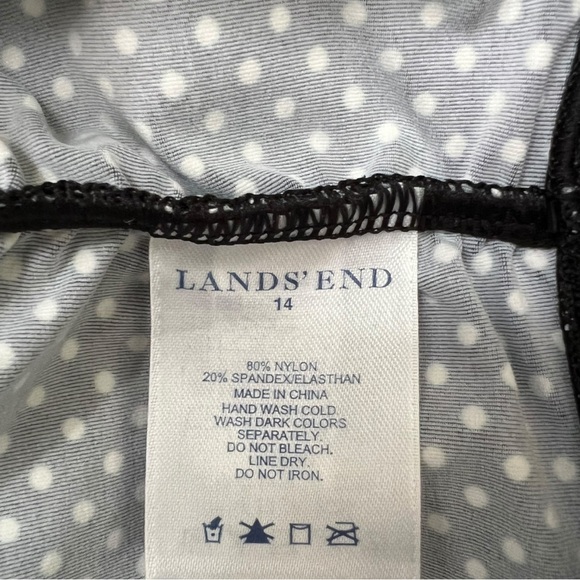 LANDS' END
14
80% NYLON
20% SPANDEX/ELASTHAN
MADE IN CHINA
HAND WASH COLD.
WASH DARK COLORS
SEPARATELY.
DO NOT BLEACH.
LINE DRY.
DO NOT IRON.